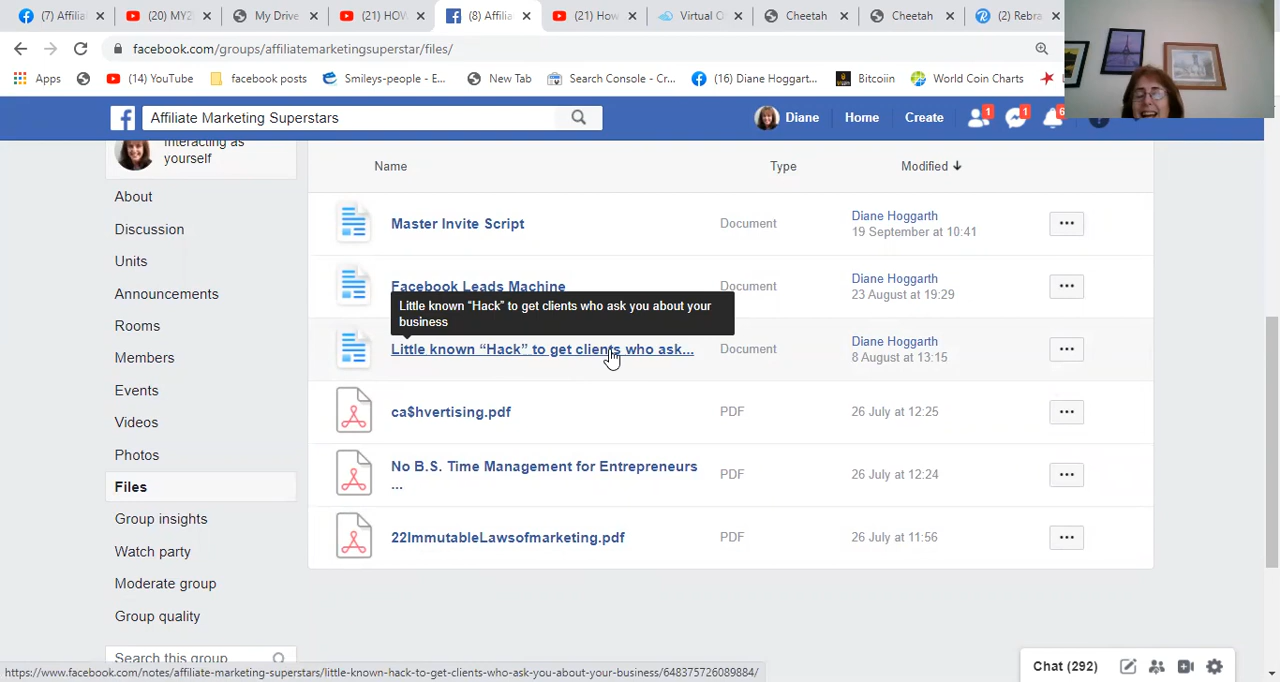 (7) Affilia
(20) MY2
My Drive
(21) HOV
(8) Affilia
(21) How
Virtual O
Cheetah
Cheetah
(2) Rebra
facebook.com/groups/affiliatemarketingsuperstar/files/
Apps
(14) YouTube
facebook posts
Smileys-people - E...
New Tab
Search Console - Cr...
(16) Diane Hoggart...
Bitcoiin
World Coin Charts
Affiliate Marketing Superstars
Diane
Home
Create
1
1
6
Interacting as
yourself
About
Discussion
Units
Announcements
Rooms
Members
Events
Videos
Photos
Files
Group insights
Watch party
Moderate group
Group quality
Search this group
Name
Type
Modified
Master Invite Script
Document
Diane Hoggarth
19 September at 10:41
Facebook Leads Machine
Document
Diane Hoggarth
23 August at 19:29
Little known “Hack” to get clients who ask you about your
business
Little known “Hack” to get clients who ask...
Document
Diane Hoggarth
8 August at 13:15
ca$hvertising.pdf
PDF
26 July at 12:25
No B.S. Time Management for Entrepreneurs
...
PDF
26 July at 12:24
22ImmutableLawsofmarketing.pdf
PDF
26 July at 11:56
Chat (292)
https://www.facebook.com/notes/affiliate-marketing-superstars/little-known-hack-to-get-clients-who-ask-you-about-your-business/648375726089884/